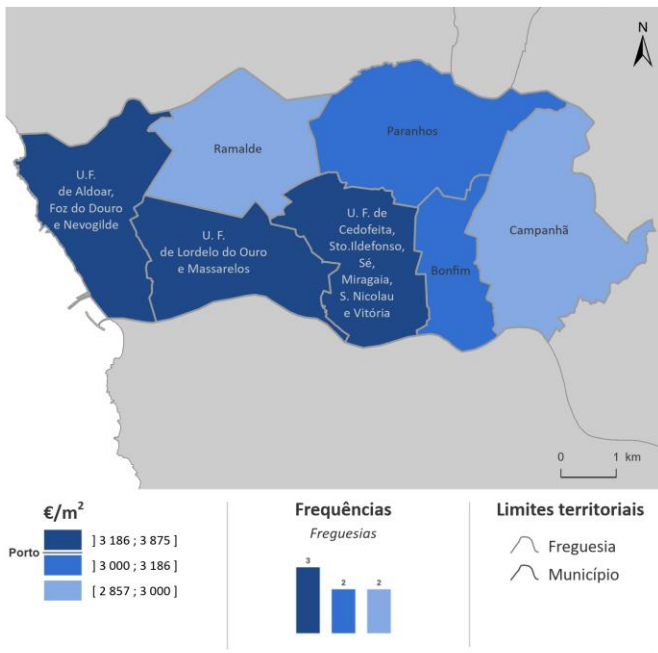 N
Ramalde
Paranhos
U.F.
de Aldoar,
Foz do Douro
e Nevogilde
U. F.
de Lordelo do Ouro
e Massarelos
U. F. de
Cedofeita,
Sto.Ildefonso,
Sé,
Miragaia,
S. Nicolau
e Vitória
Bonfim
Campanhã
0 1 km
€/m²
Porto
] 3 186 ; 3 875 ]
] 3 000 ; 3 186 ]
[ 2 857 ; 3 000 ]
Frequências
Freguesias
3
2
2
Limites territoriais
Freguesia
Município